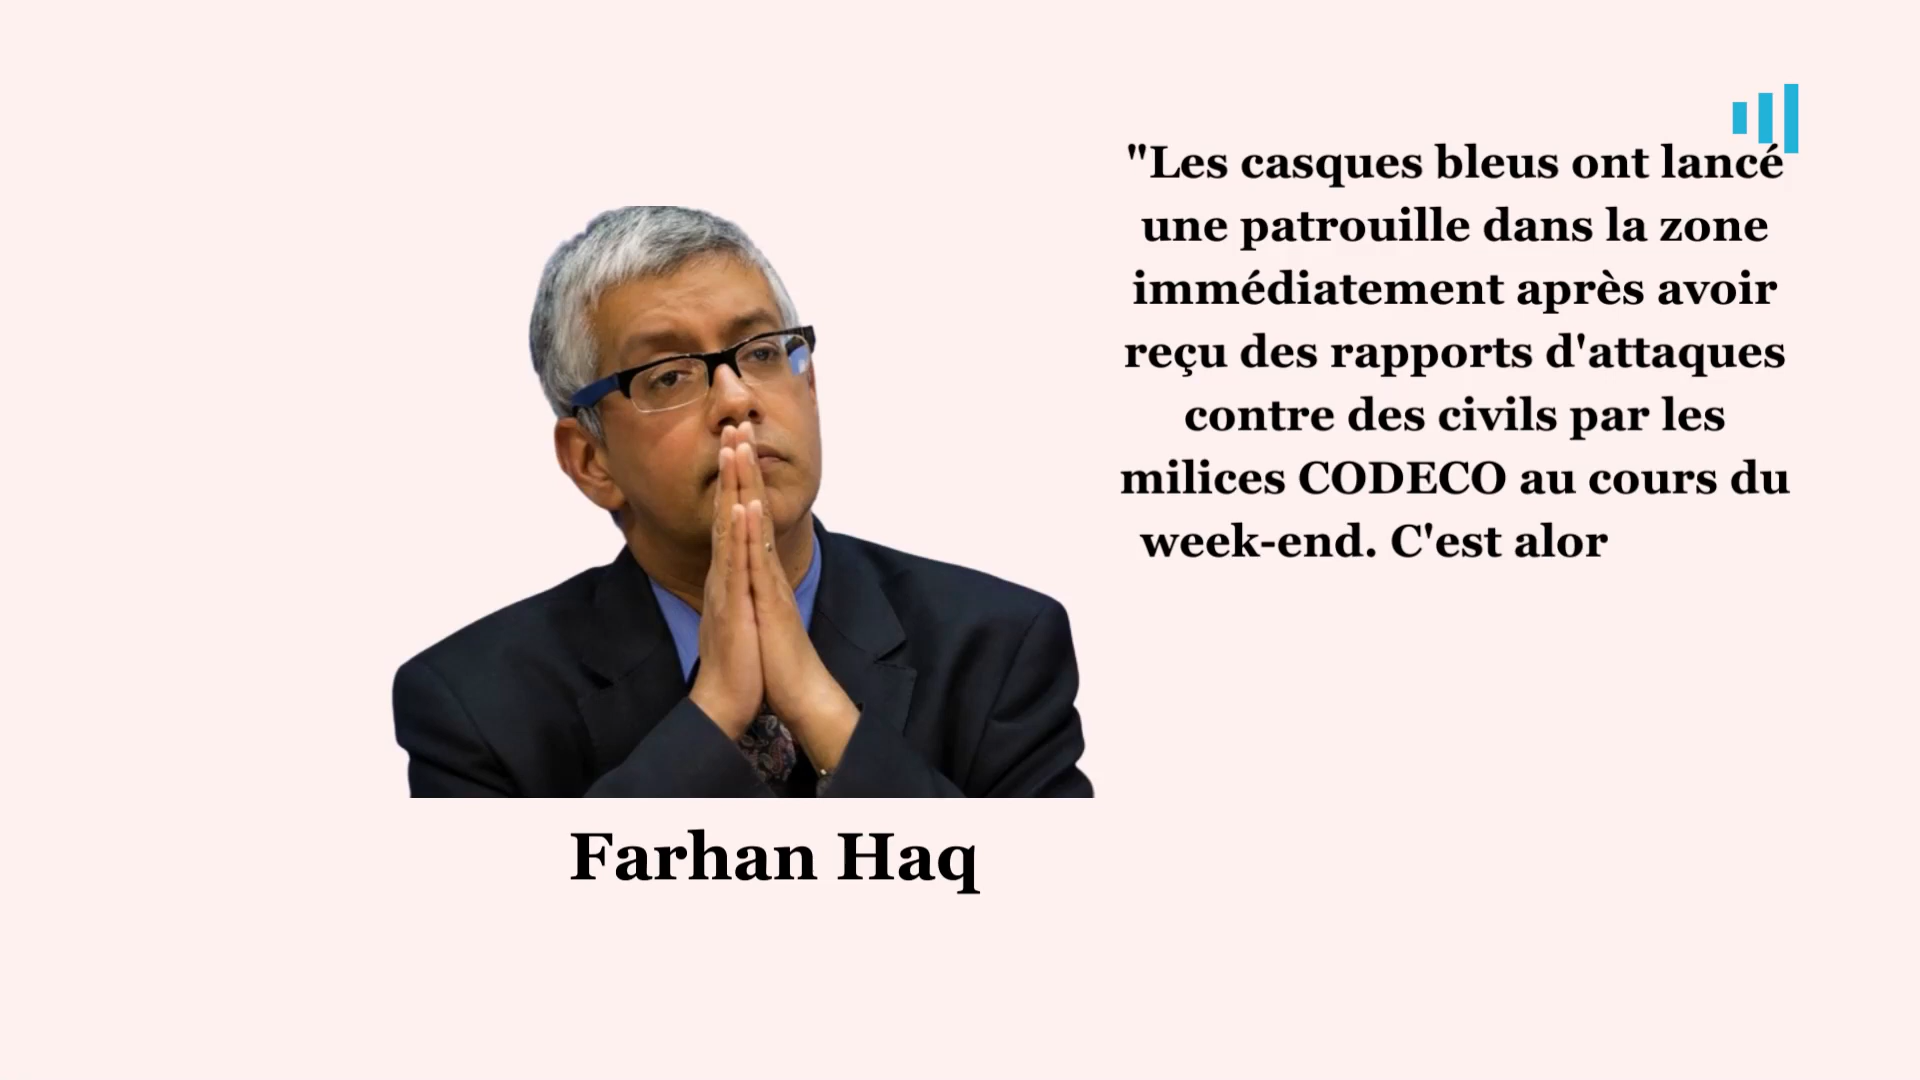 "Les casques bleus ont lancé
une patrouille dans la zone
immédiatement après avoir
reçu des rapports d'attaques
contre des civils par les
milices CODECO au cours du
week-end. C'est alor
Farhan Haq